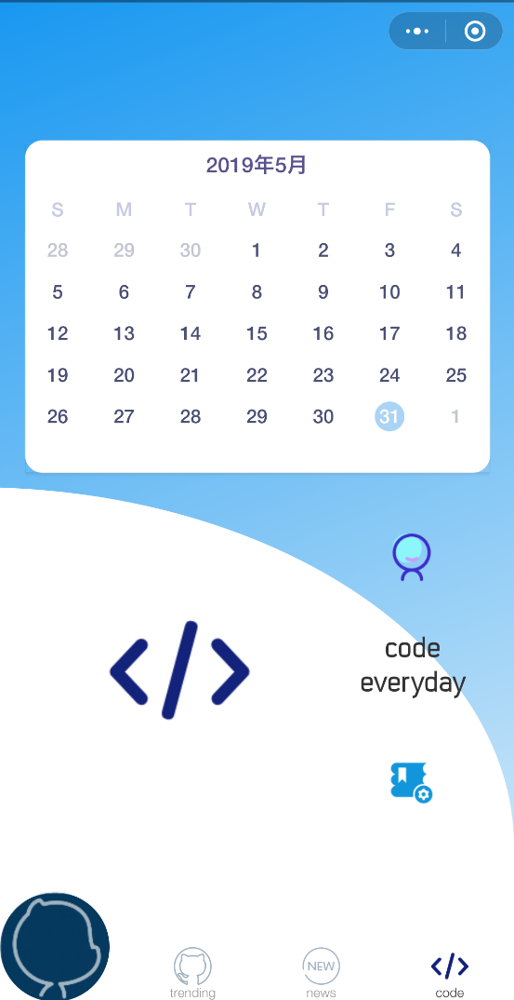 2019年5月
S M T W T F S
28 29 30 1 2 3 4
5 6 7 8 9 10 11
12 13 14 15 16 17 18
19 20 21 22 23 24 25
26 27 28 29 30 31 1
</>
code
everyday
NEW </>
trending news code